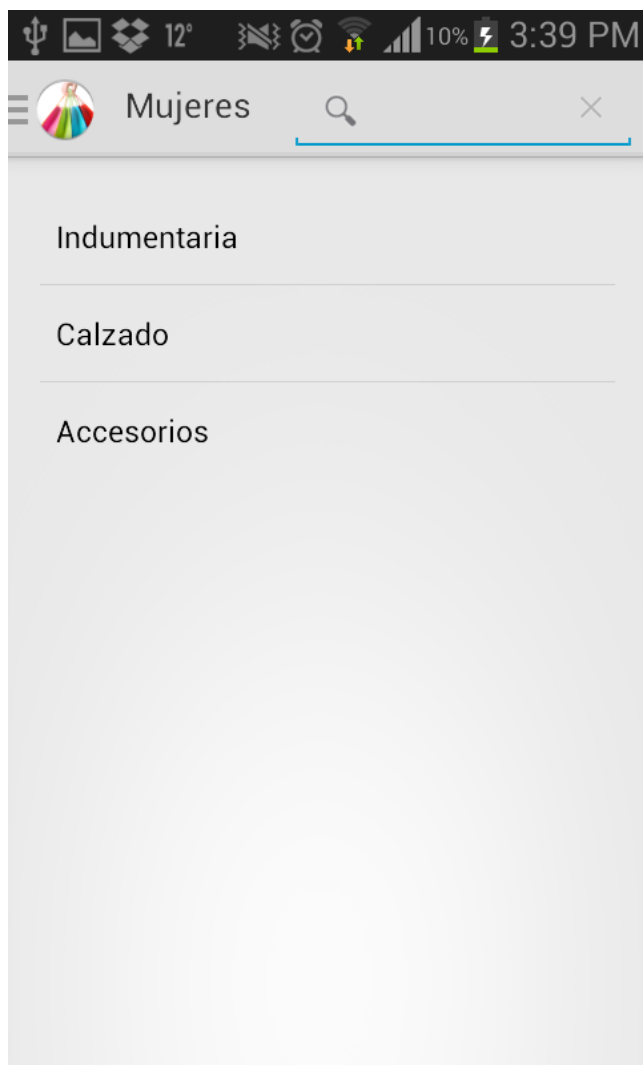 12° 10% 3:39 PM
Mujeres
Indumentaria
Calzado
Accesorios